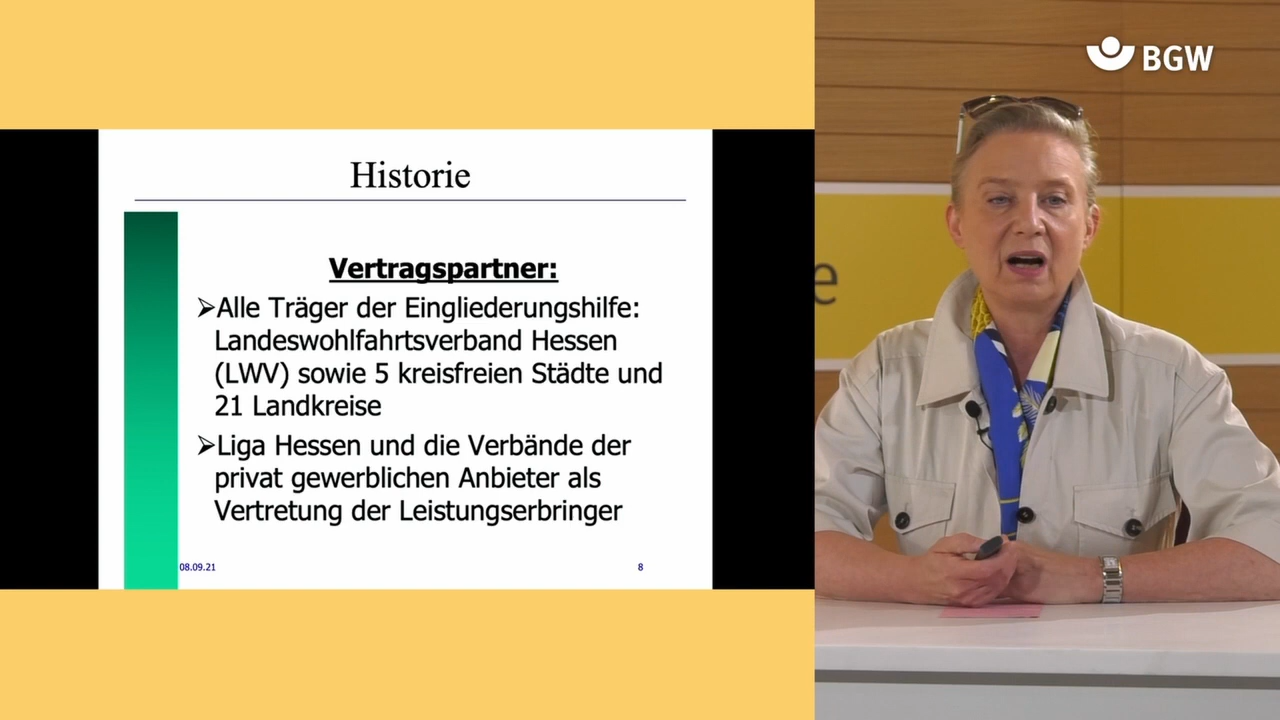 Historie
Vertragspartner:
➢Alle Träger der Eingliederungshilfe:
Landeswohlfahrtsverband Hessen
(LWV) sowie 5 kreisfreien Städte und
21 Landkreise
➢Liga Hessen und die Verbände der
privat gewerblichen Anbieter als
Vertretung der Leistungserbringer
08.09.21
8
BGW
e